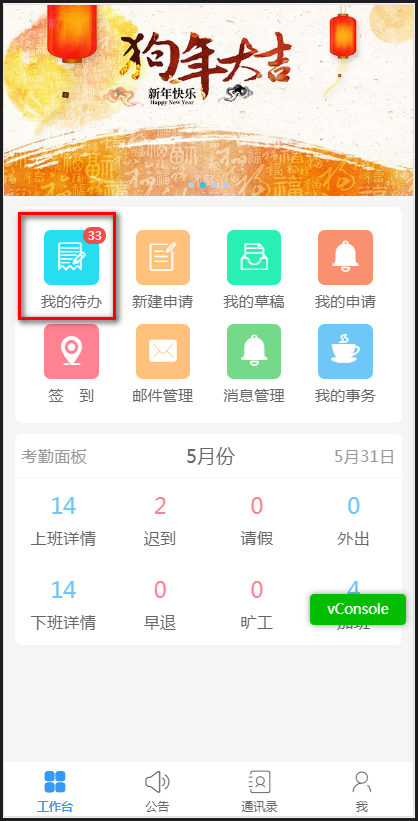 狗年大吉
新年快乐
Happy New Year
33
我的待办 新建申请 我的草稿 我的申请
签 到 邮件管理 消息管理 我的事务
考勤面板 5月份 5月31日
14 2 0 0
上班详情 迟到 请假 外出
14 0 0 4
下班详情 早退 旷工 加班
vConsole
工作台 公告 通讯录 我